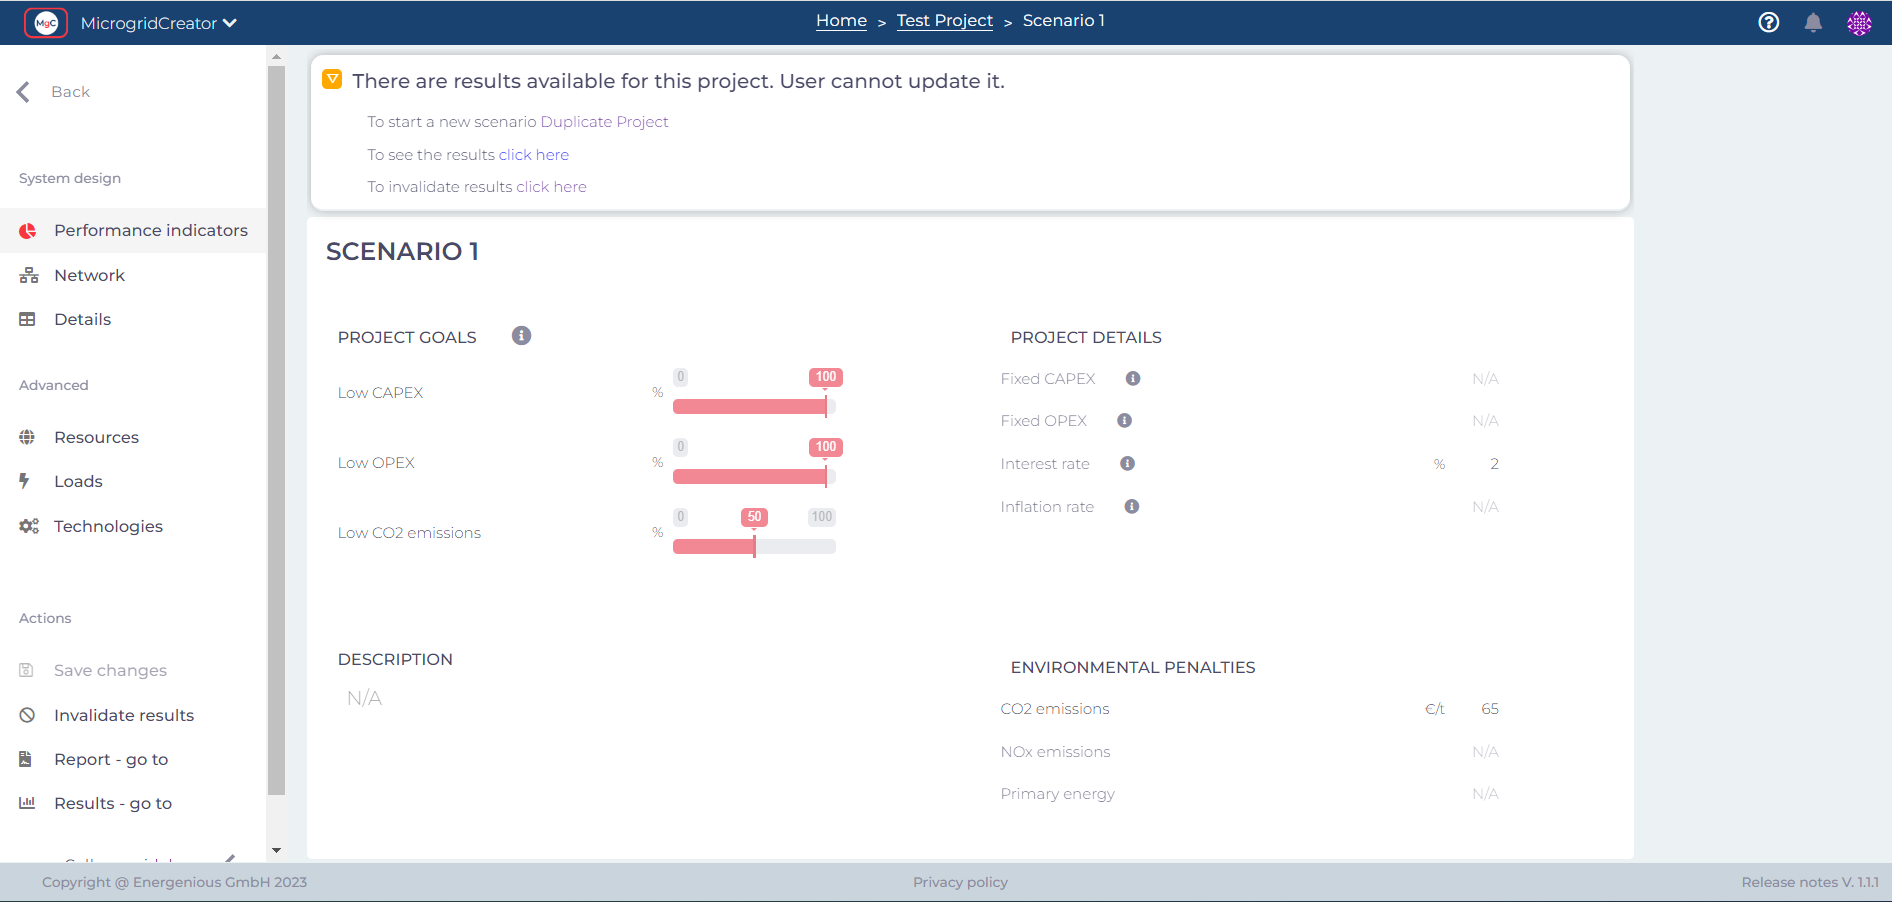 MgC MicrogridCreator
Home > Test Project > Scenario 1
Back
System design
Performance indicators
Network
Details
Advanced
Resources
Loads
Technologies
Actions
Save changes
Invalidate results
Report - go to
Results - go to
There are results available for this project. User cannot update it.
To start a new scenario Duplicate Project
To see the results click here
To invalidate results click here
SCENARIO 1
PROJECT GOALS
Low CAPEX % 0 100
Low OPEX % 0 100
Low CO2 emissions % 0 50 100
PROJECT DETAILS
Fixed CAPEX N/A
Fixed OPEX N/A
Interest rate % 2
Inflation rate N/A
DESCRIPTION
N/A
ENVIRONMENTAL PENALTIES
CO2 emissions €/t 65
NOx emissions N/A
Primary energy N/A
Copyright @ Energenious GmbH 2023
Privacy policy
Release notes V. 1.1.1